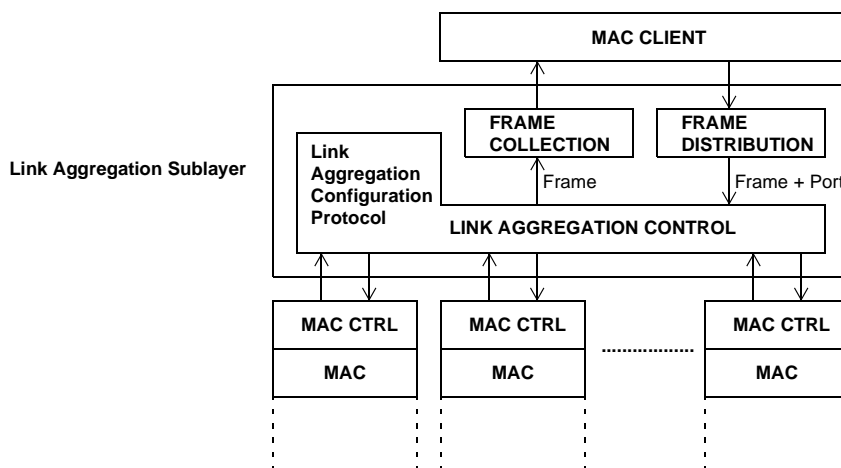 MAC CLIENT
FRAME
COLLECTION
FRAME
DISTRIBUTION
Link
Aggregation
Configuration
Protocol
Link Aggregation Sublayer
Frame
Frame + Port
LINK AGGREGATION CONTROL
MAC CTRL
MAC CTRL
MAC CTRL
MAC
MAC
MAC